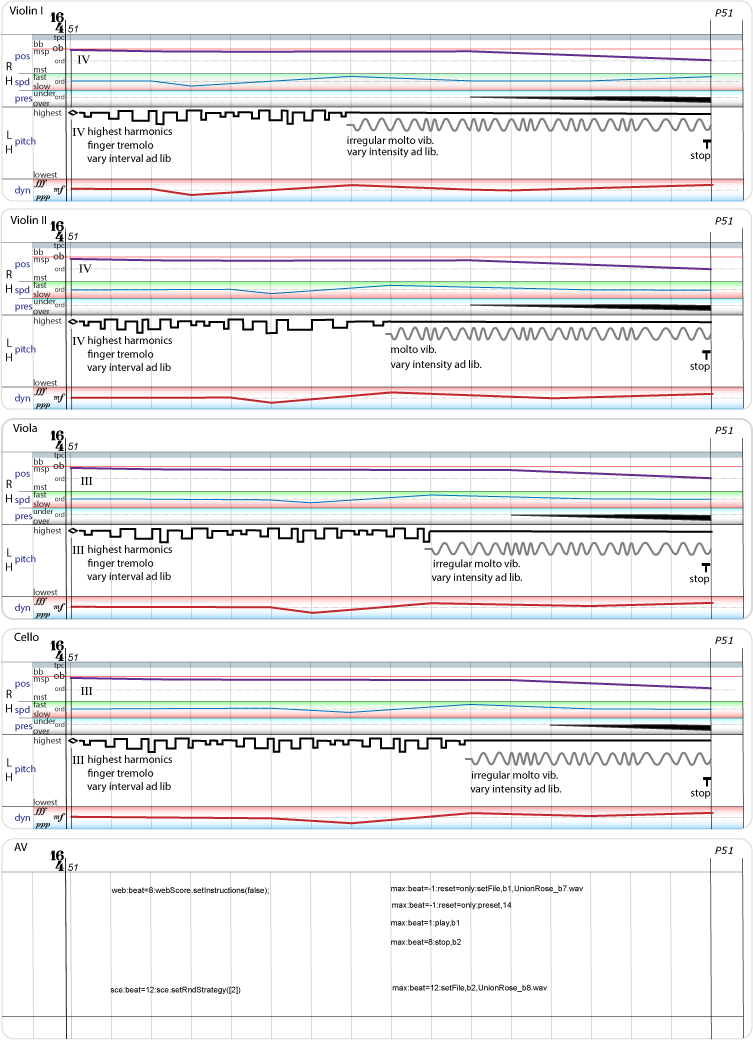 Violin I
16
4
51
P51
tpc
bb
ob
pos
msp
IV
ord
R
mst
H
spd
fast
ord
slow
pres
under
ord
over
highest
L
H
pitch
IV highest harmonics
finger tremolo
vary interval ad lib
irregular molto vib.
vary intensity ad lib.
stop
lowest
dyn
fff
mf
ppp
Violin II
16
4
51
P51
tpc
bb
ob
pos
msp
IV
ord
R
mst
H
spd
fast
ord
slow
pres
under
ord
over
highest
L
H
pitch
IV highest harmonics
finger tremolo
vary interval ad lib
molto vib.
vary intensity ad lib.
stop
lowest
dyn
fff
mf
ppp
Viola
16
4
51
P51
tpc
bb
ob
pos
msp
III
ord
R
mst
H
spd
fast
ord
slow
pres
under
ord
over
highest
L
H
pitch
III highest harmonics
finger tremolo
vary interval ad lib
irregular molto vib.
vary intensity ad lib.
stop
lowest
dyn
fff
mf
ppp
Cello
16
4
51
P51
tpc
bb
ob
pos
msp
III
ord
R
mst
H
spd
fast
ord
slow
pres
under
ord
over
highest
L
H
pitch
III highest harmonics
finger tremolo
vary interval ad lib
irregular molto vib.
vary intensity ad lib.
stop
lowest
dyn
fff
mf
ppp
AV
16
4
51
P51
web:beat=8:webScore.setInstructions(false);
max:beat=-1:reset=only:setFile,b1,UnionRose_b7.wav
max:beat=-1:reset=only:preset,14
max:beat=1:play,b1
max:beat=8:stop,b2
sce:beat=12:sce.setRndStrategy([2])
max:beat=12:setFile,b2,UnionRose_b8.wav